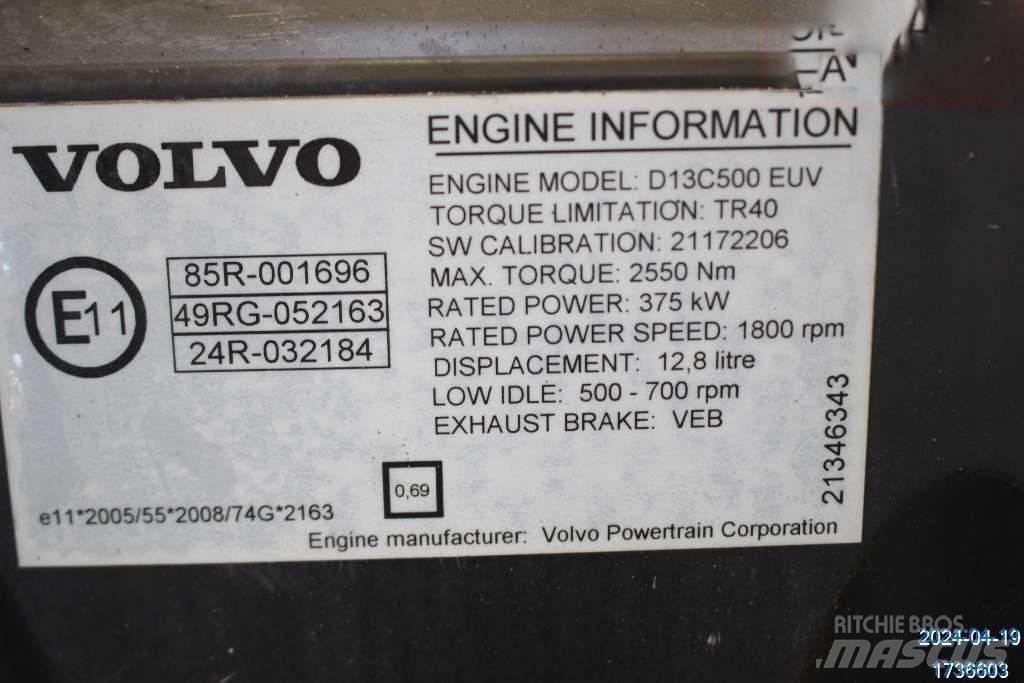 VOLVO
E11
85R-001696
49RG-052163
24R-032184
ENGINE INFORMATION
ENGINE MODEL: D13C500 EUV
TORQUE LIMITATION: TR40
SW CALIBRATION: 21172206
MAX. TORQUE: 2550 Nm
RATED POWER: 375 kW
RATED POWER SPEED: 1800 rpm
DISPLACEMENT: 12,8 litre
LOW IDLE: 500 - 700 rpm
EXHAUST BRAKE: VEB
21346343
0,69
e11*2005/55*2008/74G*2163
Engine manufacturer: Volvo Powertrain Corporation
RITCHIE BROS
MASCUS
2024-04-19
1736603